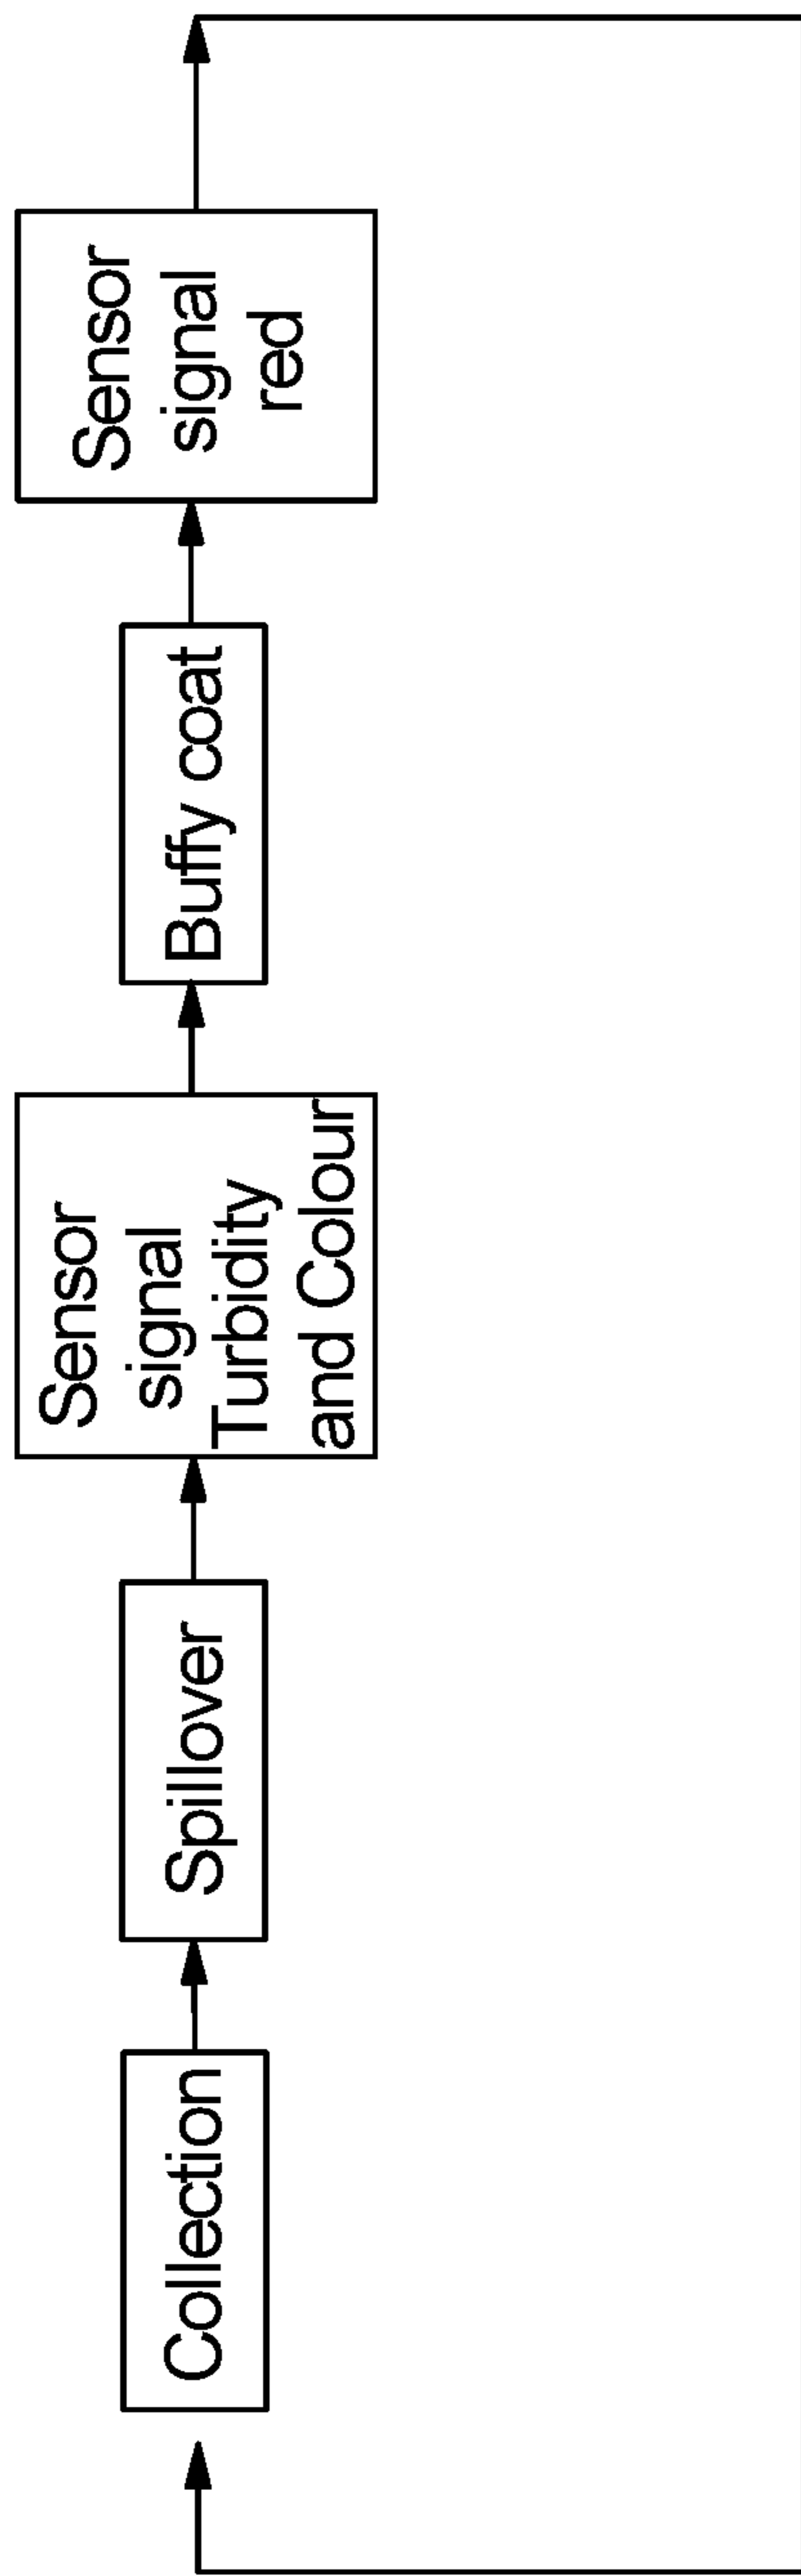 Collection
Spillover
Sensor
signal
Turbidity
and Colour
Buffy coat
Sensor
signal
red